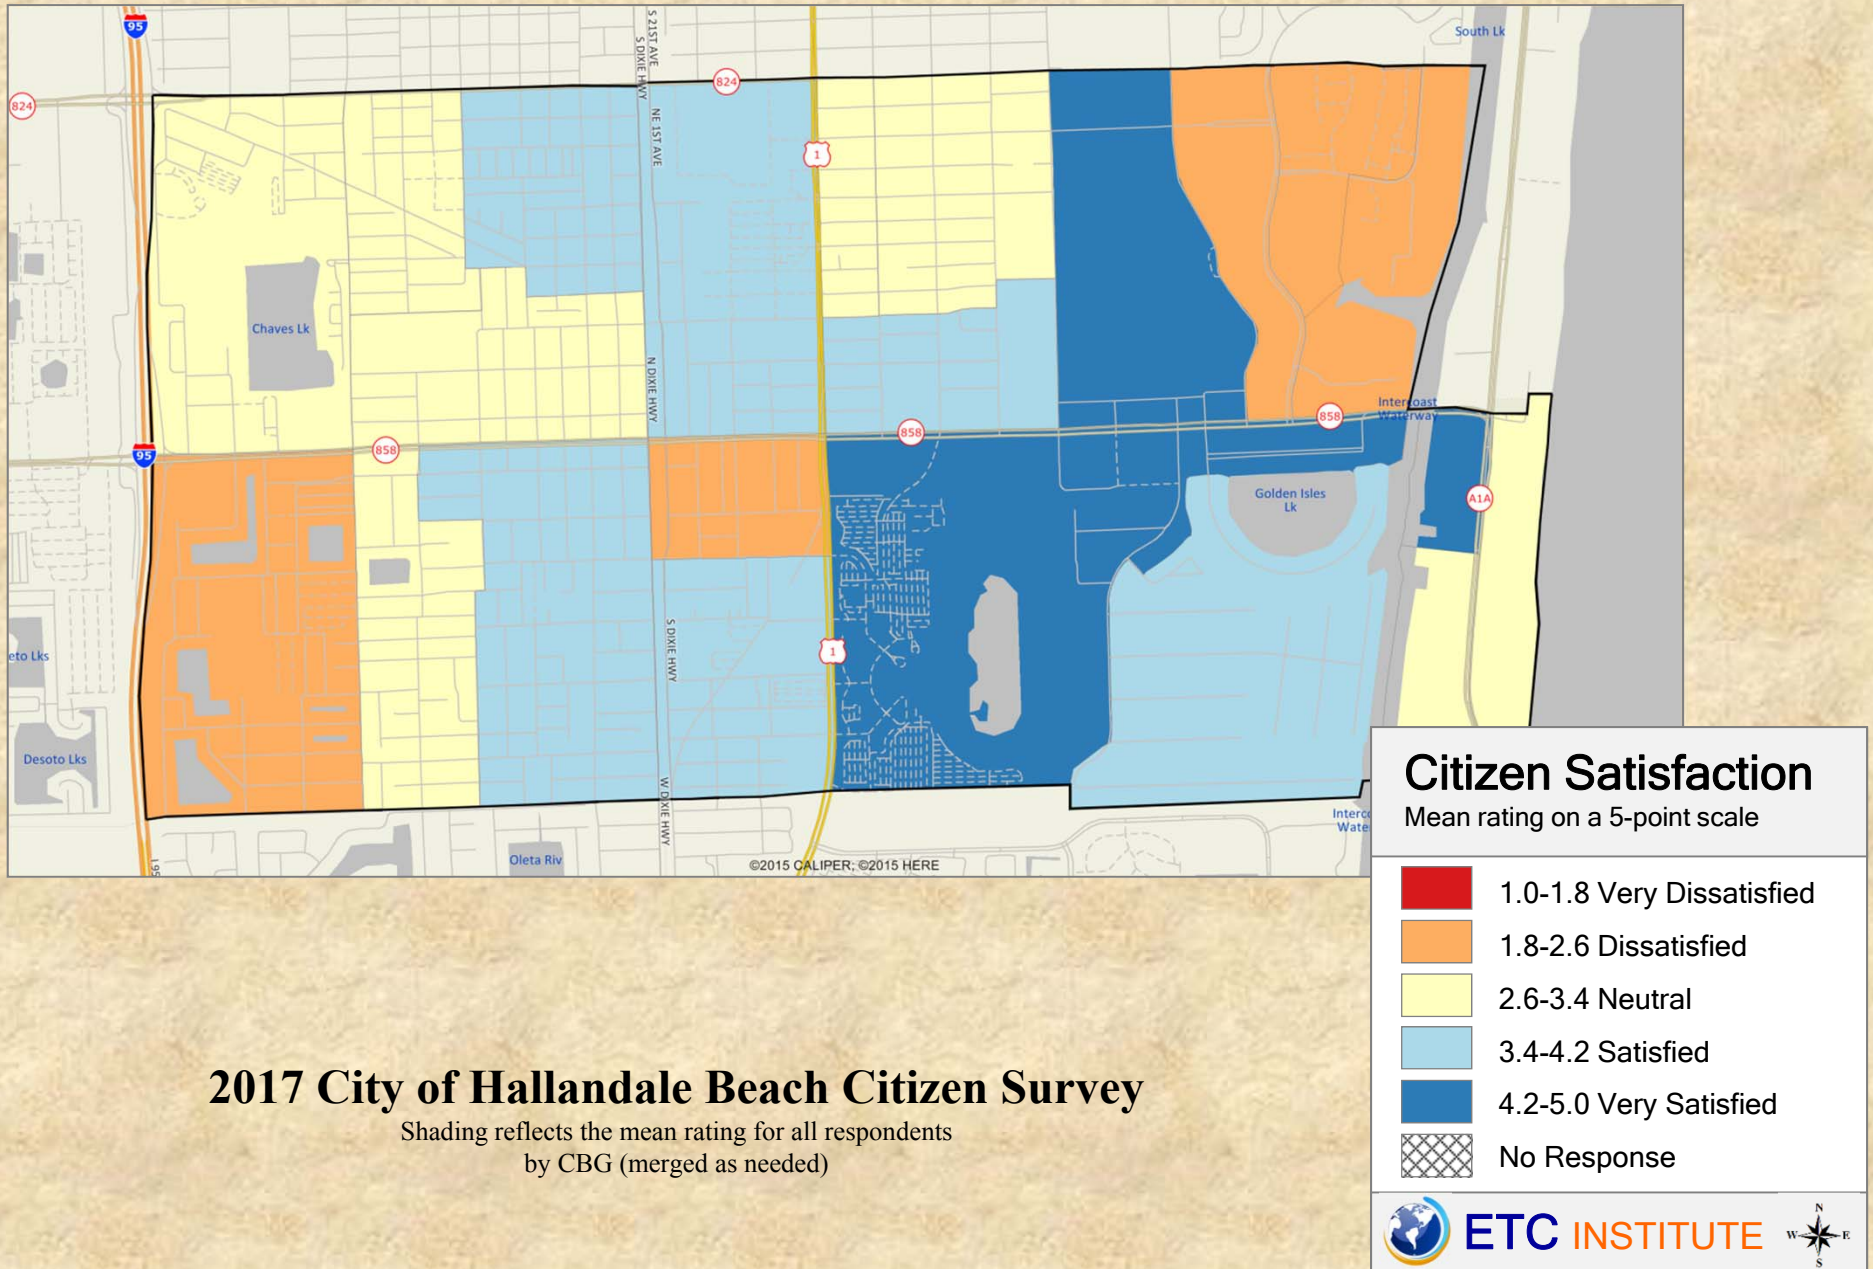 95
S 21ST AVE
S DIXIE HWY
South Lk
824
824
NE 1ST AVE
1
Chaves Lk
N DIXIE HWY
Intercoast
Waterway
858
858
858
95
A1A
Golden Isles
Lk
S DIXIE HWY
1
eto Lks
Desoto Lks
W DIXIE HWY
Interco
Wate
Oleta Riv
I 95
©2015 CALIPER; ©2015 HERE
Citizen Satisfaction
Mean rating on a 5-point scale
1.0-1.8 Very Dissatisfied
1.8-2.6 Dissatisfied
2.6-3.4 Neutral
3.4-4.2 Satisfied
4.2-5.0 Very Satisfied
No Response
2017 City of Hallandale Beach Citizen Survey
Shading reflects the mean rating for all respondents
by CBG (merged as needed)
ETC INSTITUTE
N
W E
S